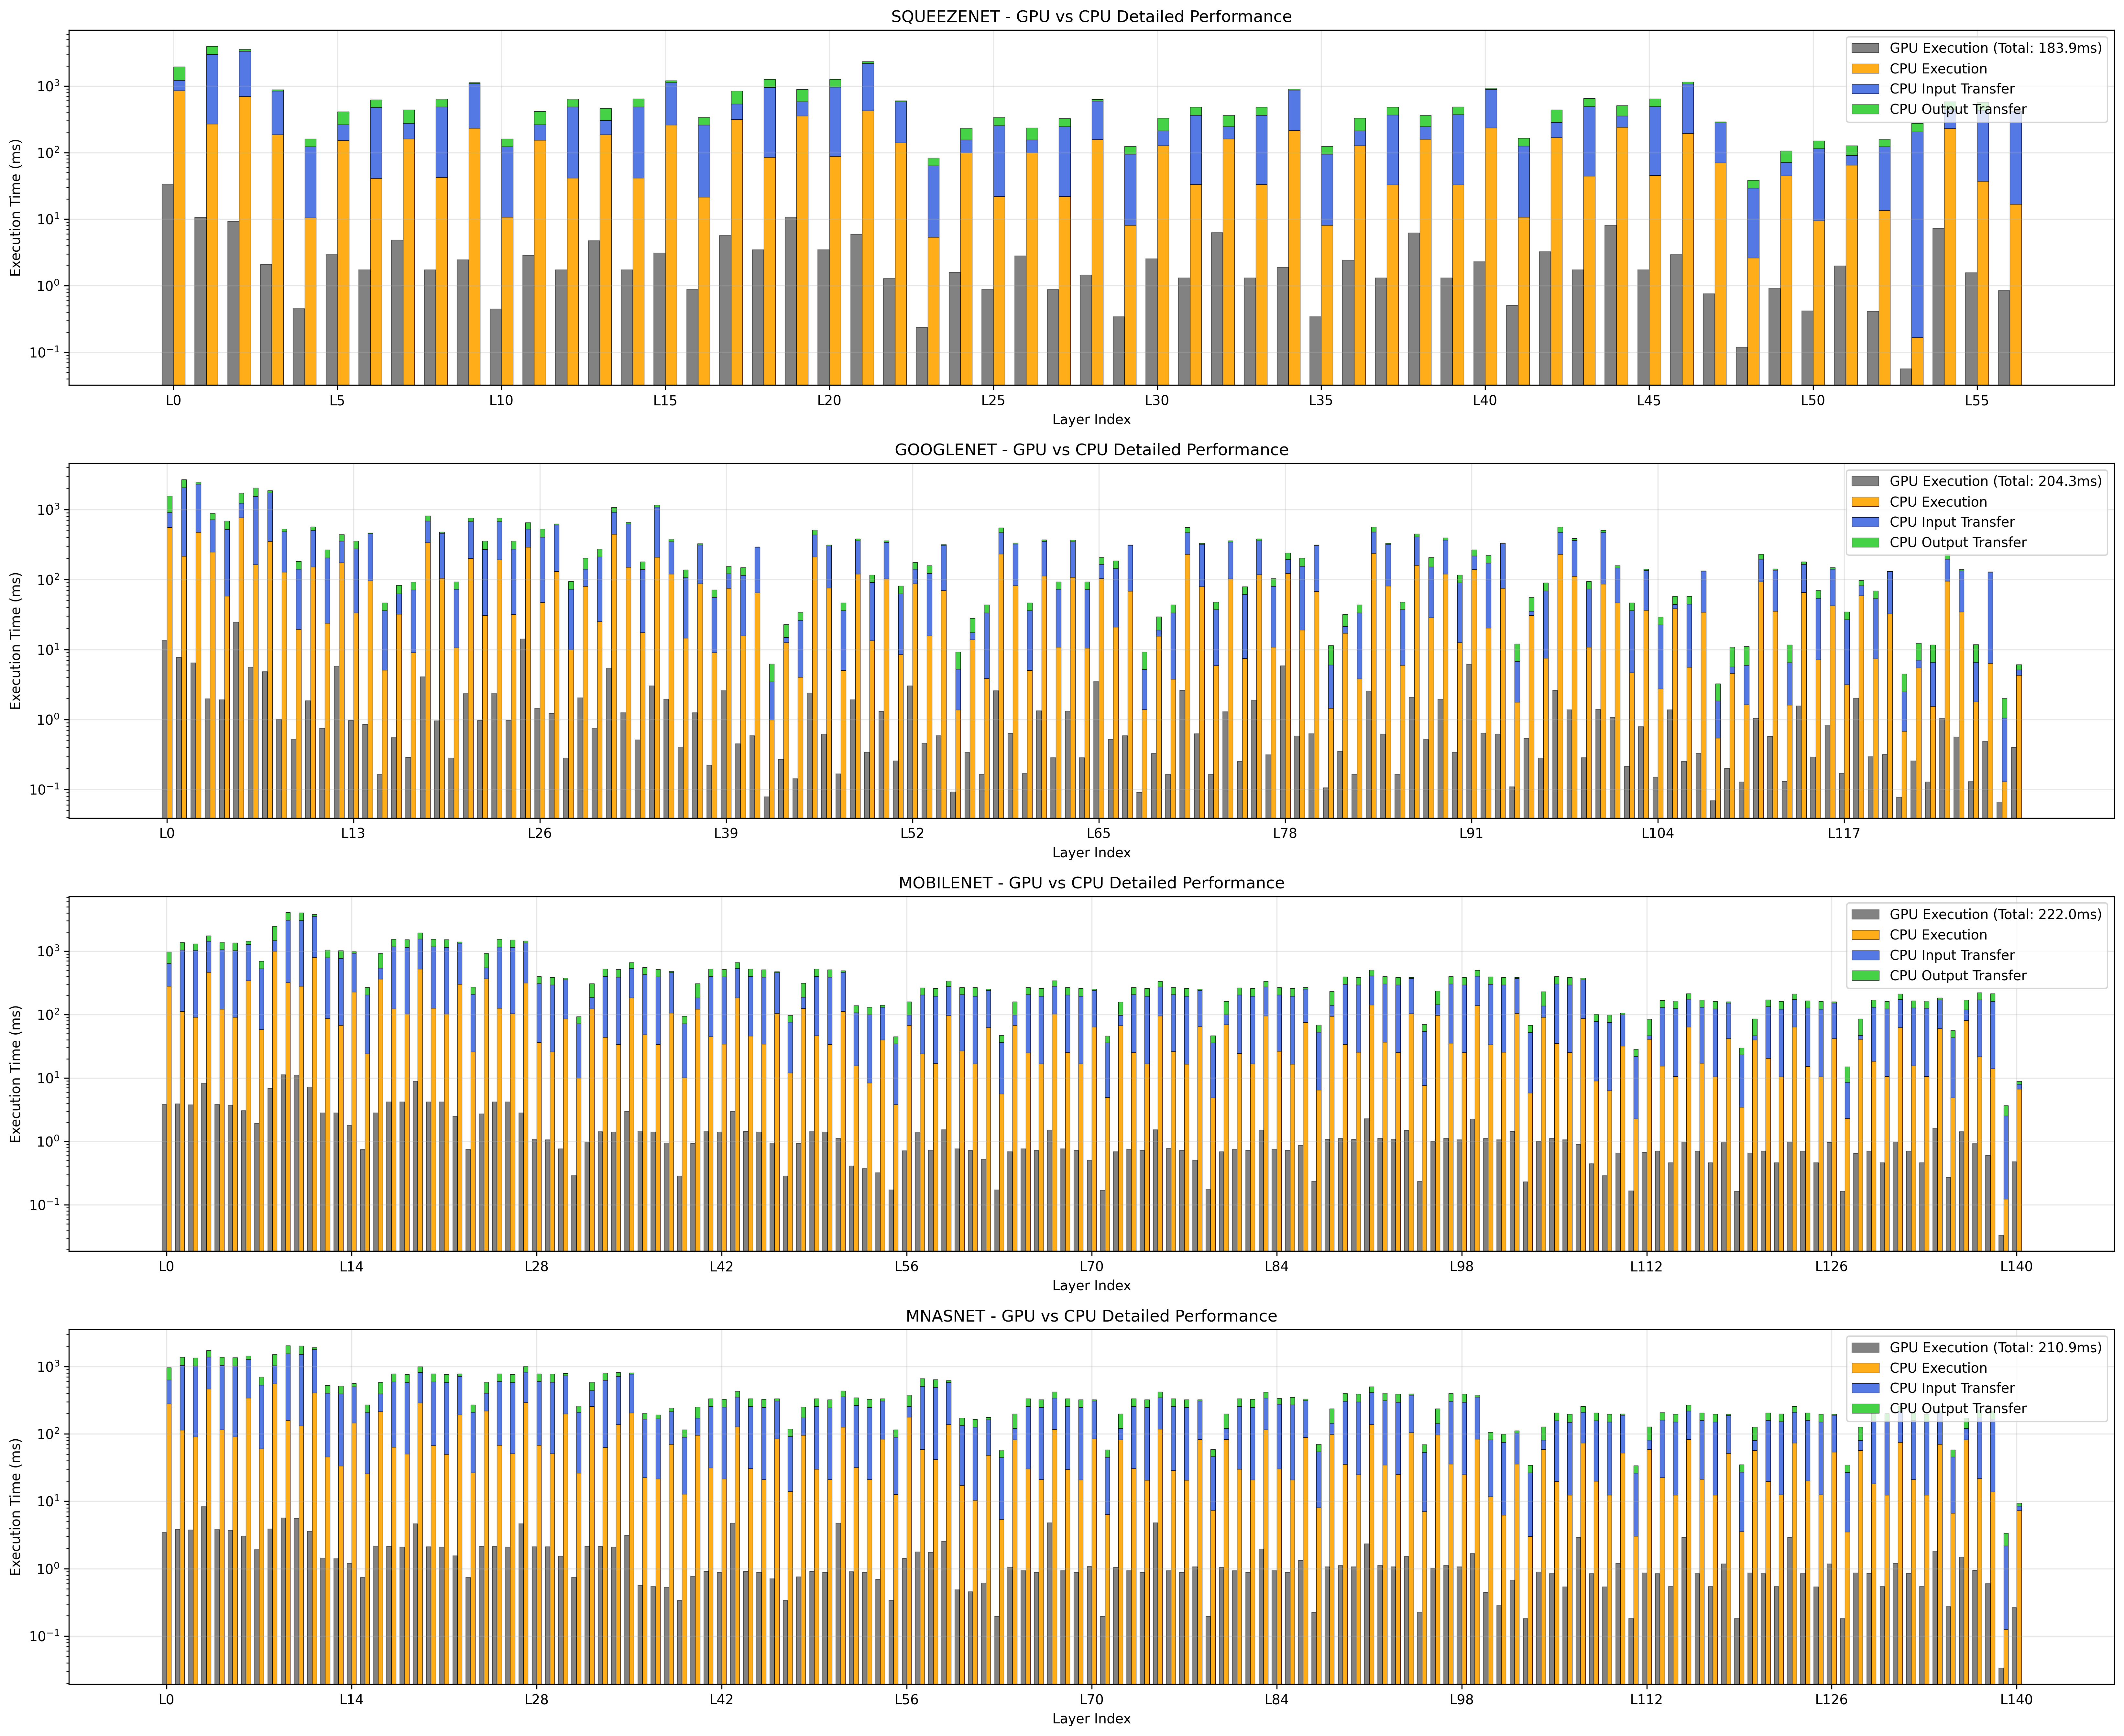 SQUEEZENET - GPU vs CPU Detailed Performance
GPU Execution (Total: 183.9ms)
CPU Execution
CPU Input Transfer
CPU Output Transfer
Execution Time (ms)
10³
10²
10¹
10⁰
10⁻¹
L0 L5 L10 L15 L20 L25 L30 L35 L40 L45 L50 L55
Layer Index
GOOGLENET - GPU vs CPU Detailed Performance
GPU Execution (Total: 204.3ms)
CPU Execution
CPU Input Transfer
CPU Output Transfer
Execution Time (ms)
10³
10²
10¹
10⁰
10⁻¹
L0 L13 L26 L39 L52 L65 L78 L91 L104 L117
Layer Index
MOBILENET - GPU vs CPU Detailed Performance
GPU Execution (Total: 222.0ms)
CPU Execution
CPU Input Transfer
CPU Output Transfer
Execution Time (ms)
10³
10²
10¹
10⁰
10⁻¹
L0 L14 L28 L42 L56 L70 L84 L98 L112 L126 L140
Layer Index
MNASNET - GPU vs CPU Detailed Performance
GPU Execution (Total: 210.9ms)
CPU Execution
CPU Input Transfer
CPU Output Transfer
Execution Time (ms)
10³
10²
10¹
10⁰
10⁻¹
L0 L14 L28 L42 L56 L70 L84 L98 L112 L126 L140
Layer Index